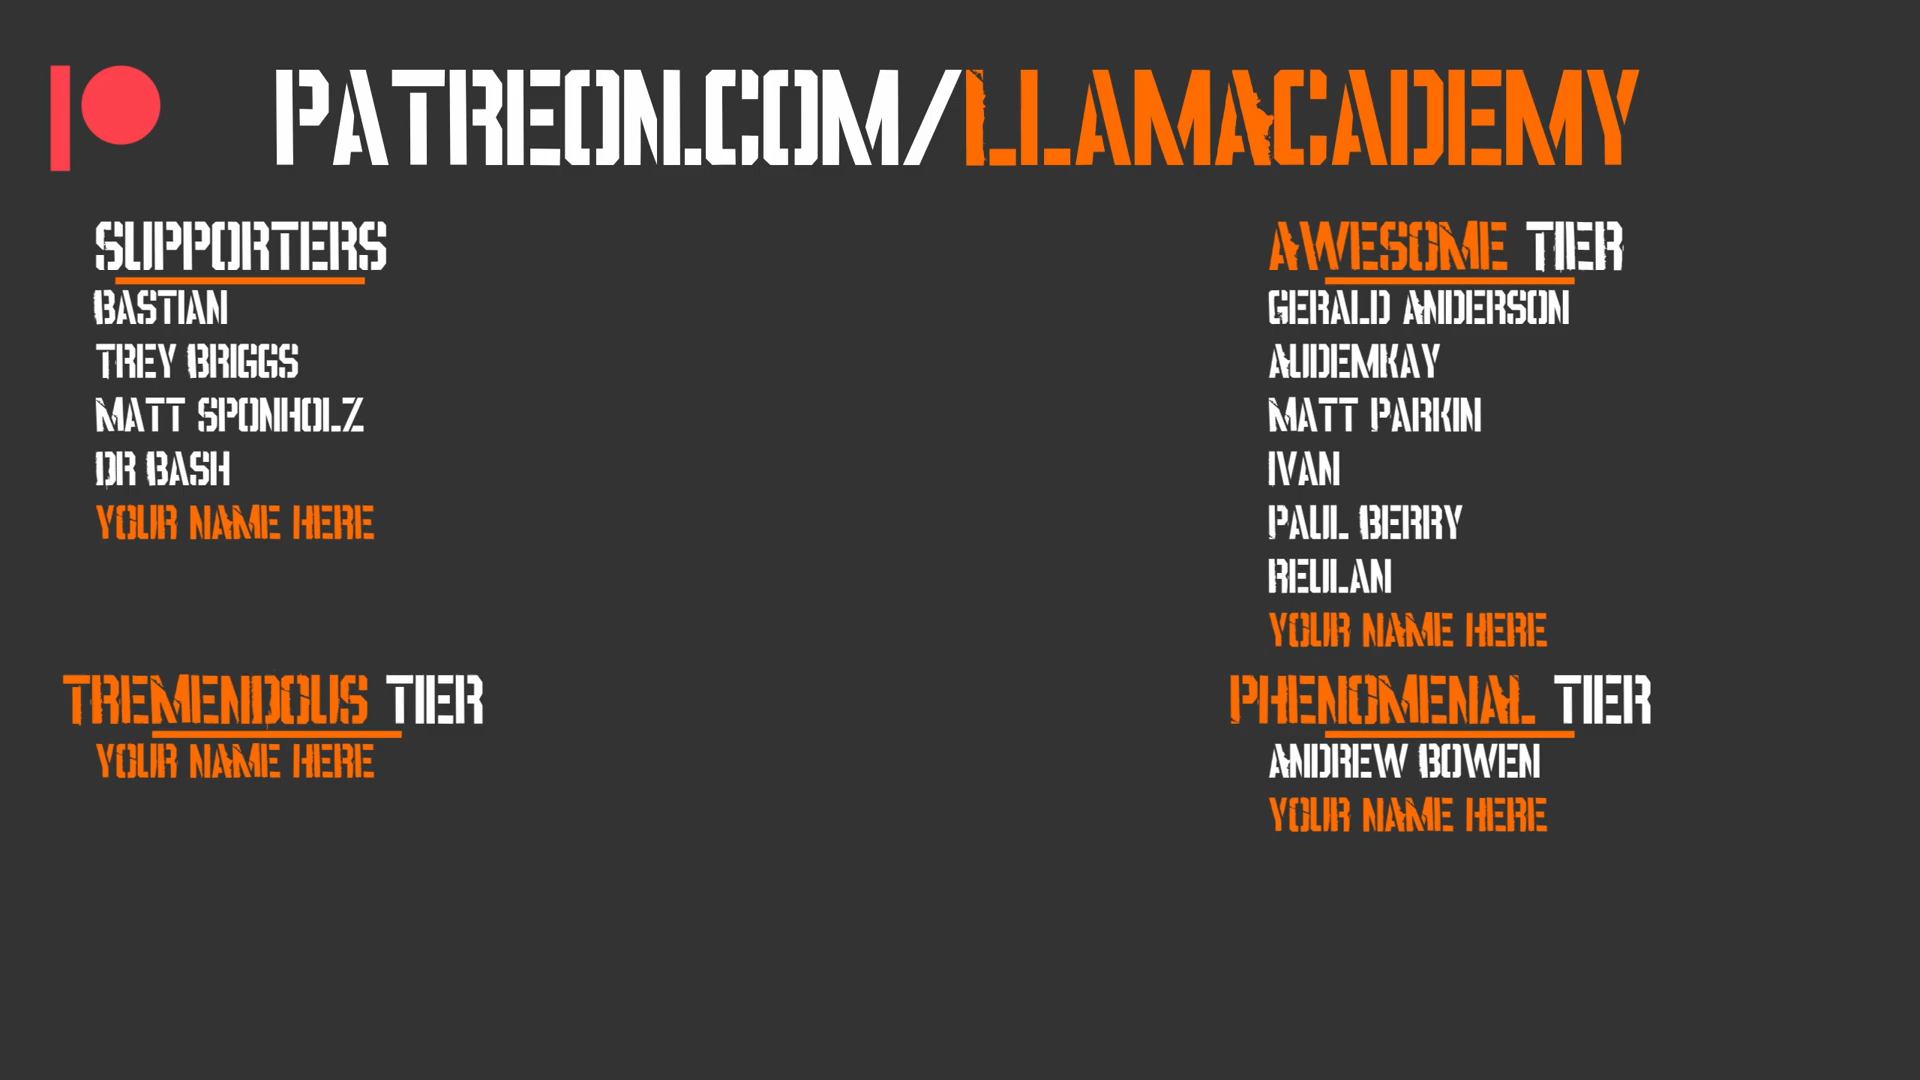 PATREON.COM/LLAMACADEMY
SUPPORTERS
BASTIAN
TREY BRIGGS
MATT SPONHOLZ
DR BASH
YOUR NAME HERE
AWESOME TIER
GERALD ANDERSON
AUDEMKAY
MATT PARKIN
IVAN
PAUL BERRY
REULAN
YOUR NAME HERE
TREMENDOUS TIER
YOUR NAME HERE
PHENOMENAL TIER
ANDREW BOWEN
YOUR NAME HERE